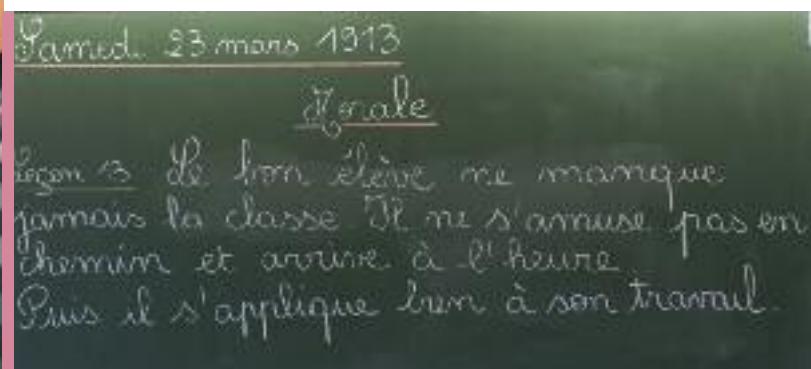 Samedi 23 mars 1913
Morale
Leçon 13 Le bon élève ne manque
jamais la classe Il ne s'amuse pas en
chemin et arrive à l'heure
Puis il s'applique bien à son travail.